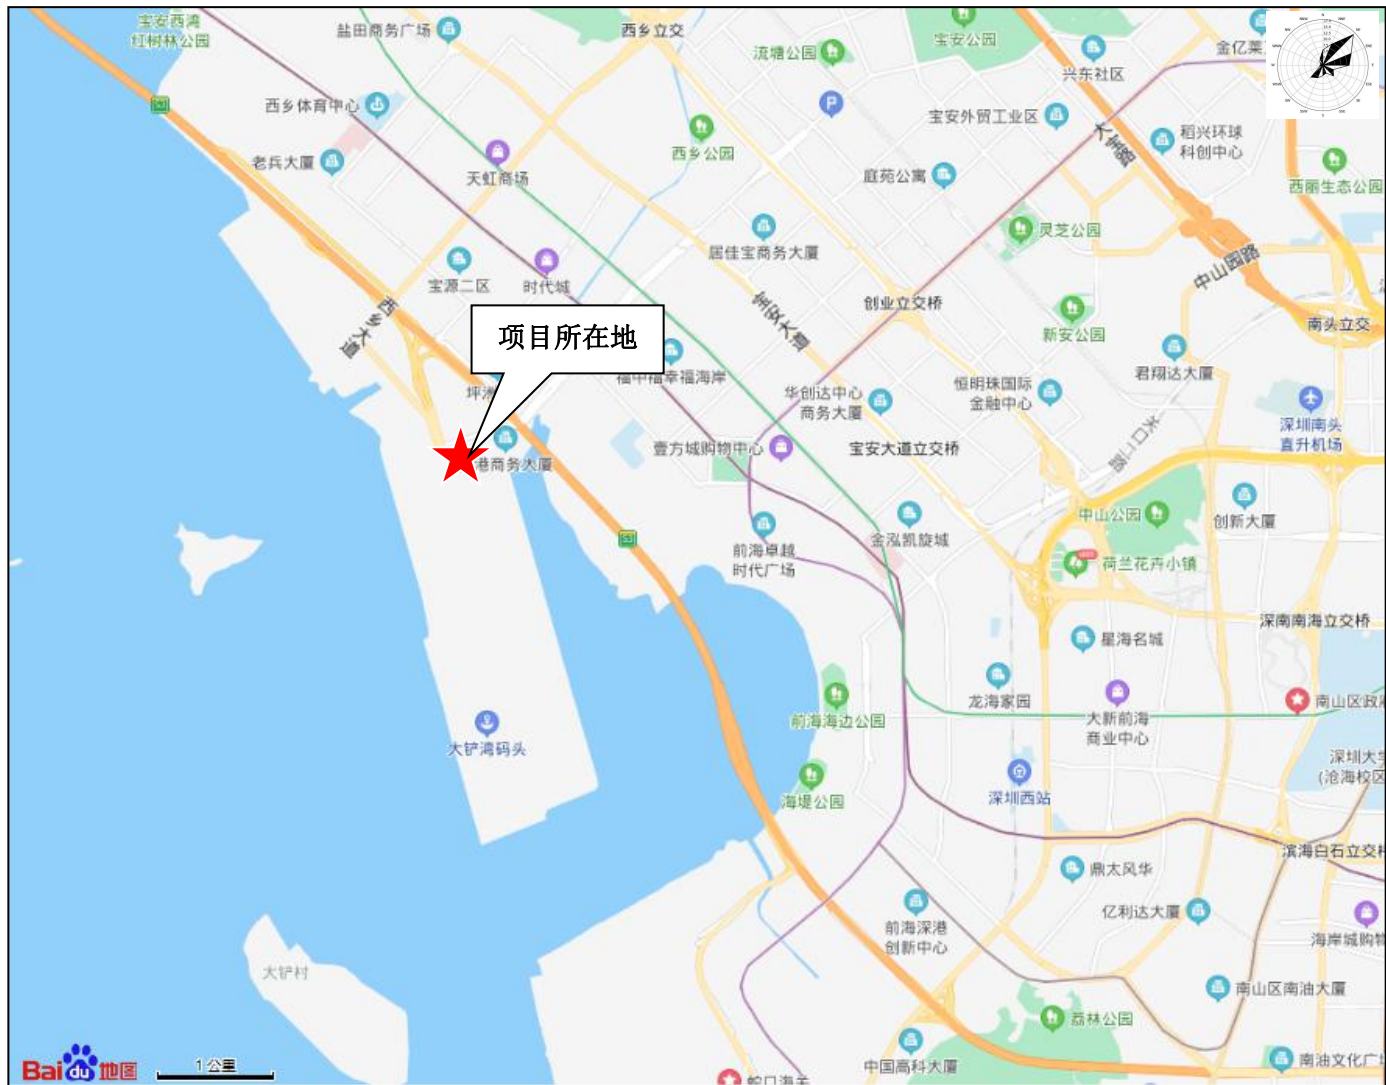 宝安西湾
红树林公园
盐田商务广场
西乡立交
流塘公园
宝安公园
兴东社区
金亿莱
西乡体育中心
西乡公园
宝安外贸工业区
大宝路
稻兴环球
科创中心
老兵大厦
天虹商场
庭苑公寓
西丽生态公园
灵芝公园
居佳宝商务大厦
中山园路
宝源二区
时代城
宝安大道
创业立交桥
西乡大道
项目所在地
新安公园
南头立交
坪洲
福中福幸福海岸
华创达中心
商务大厦
恒明珠国际
金融中心
君翔达大厦
深圳南头
直升机场
港商务大厦
壹方城购物中心
宝安大道立交桥
中山公园
创新大厦
前海卓越
时代广场
金泓凯旋城
荷兰花卉小镇
深南南海立交桥
星海名城
龙海家园
南山区政府
前海海边公园
大新前海
商业中心
大铲湾码头
深圳大学
(沧海校区
海堤公园
深圳西站
滨海白石立交桥
鼎太风华
亿利达大厦
前海深港
创新中心
海岸城购物
大铲村
南山区南油大厦
荔林公园
Baidu地图
1公里
蛇口海关
中国高科大厦
南油文化广场